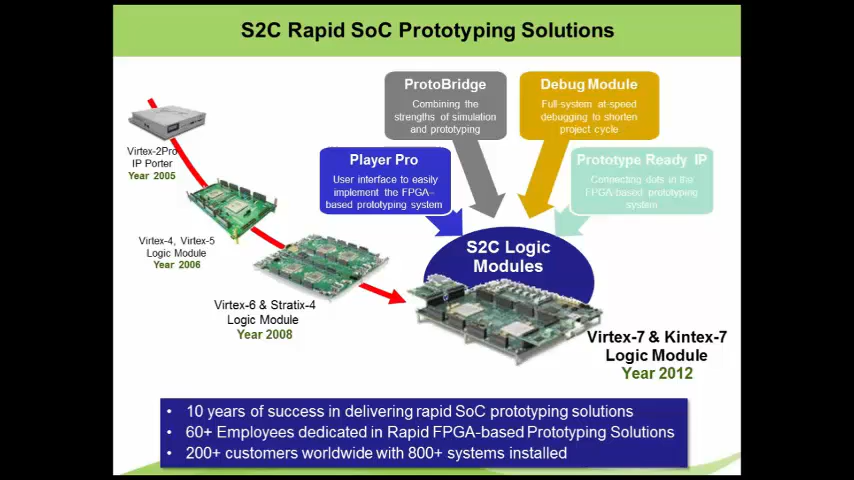 S2C Rapid SoC Prototyping Solutions
ProtoBridge
Combining the
strengths of simulation
and prototyping
Debug Module
Full-system at-speed
debugging to shorten
project cycle
Player Pro
User interface to easily
implement the FPGA-
based prototyping system
Prototype Ready IP
Connecting dots in the
FPGA-based prototyping
system
Virtex-2Pro
IP Porter
Year 2005
Virtex-4, Virtex-5
Logic Module
Year 2006
Virtex-6 & Stratix-4
Logic Module
Year 2008
S2C Logic
Modules
Virtex-7 & Kintex-7
Logic Module
Year 2012
• 10 years of success in delivering rapid SoC prototyping solutions
• 60+ Employees dedicated in Rapid FPGA-based Prototyping Solutions
• 200+ customers worldwide with 800+ systems installed